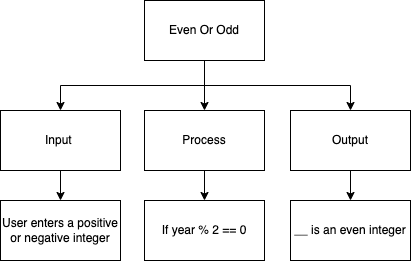 Even Or Odd
Input
Process
Output
User enters a positive
or negative integer
If year % 2 == 0
__ is an even integer